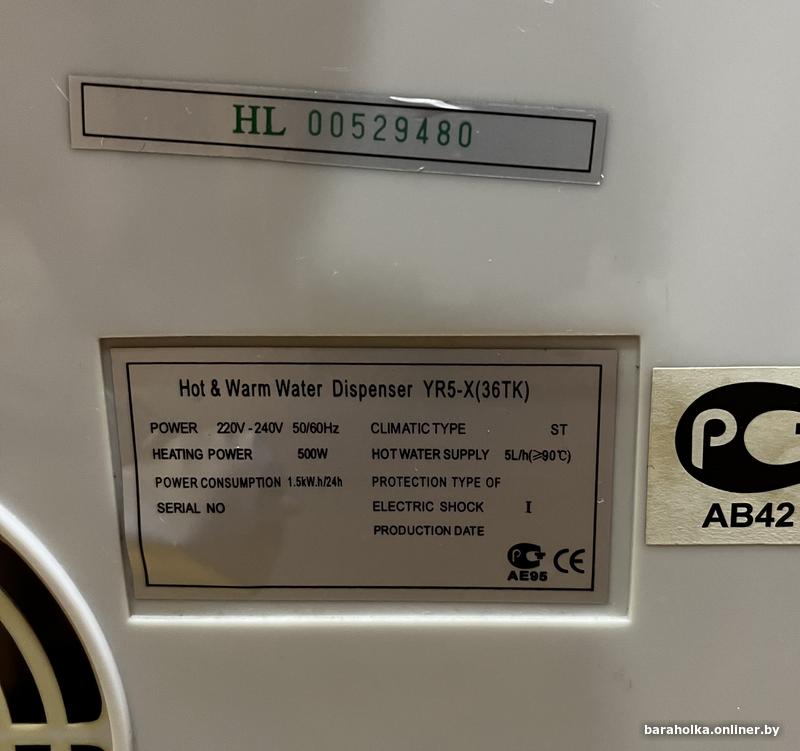 HL 00529480
Hot & Warm Water Dispenser YR5-X(36TK)
POWER 220V-240V 50/60Hz
HEATING POWER 500W
POWER CONSUMPTION 1.5kW.h/24h
SERIAL NO
CLIMATIC TYPE ST
HOT WATER SUPPLY 5L/h(≥90℃)
PROTECTION TYPE OF
ELECTRIC SHOCK I
PRODUCTION DATE
РСТ CE
AE95
РС
AB42
baraholka.onliner.by